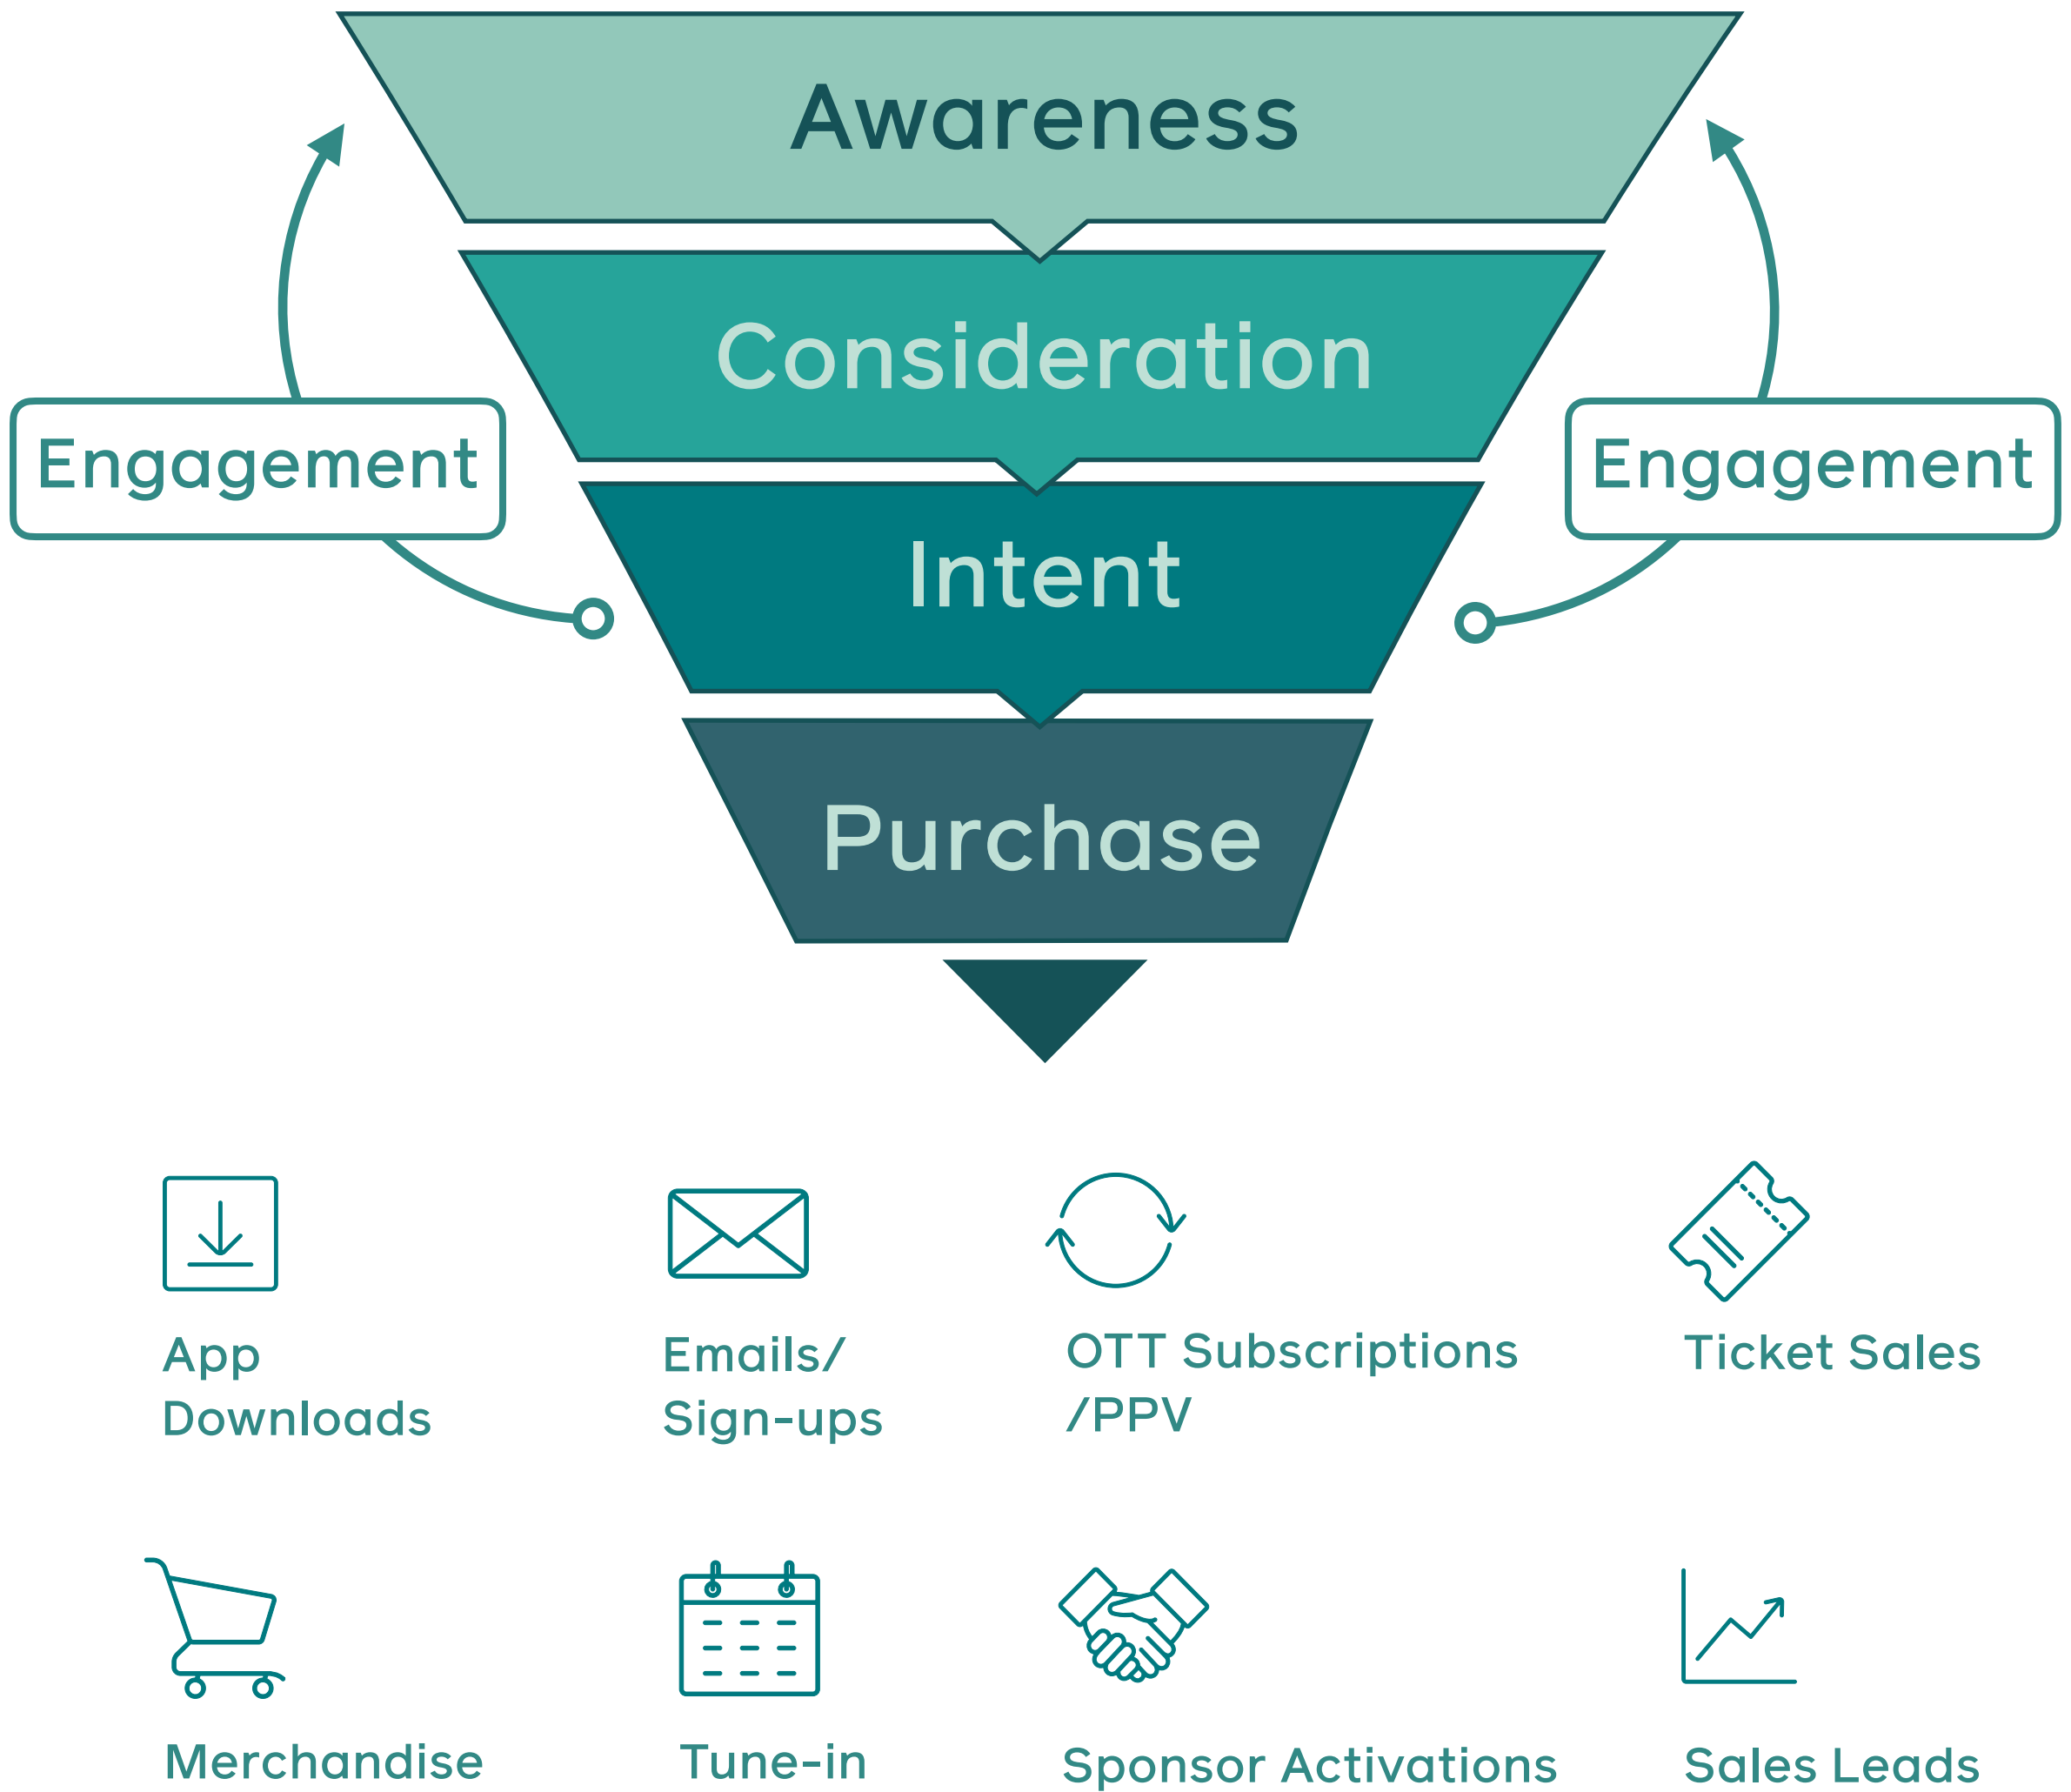 Awareness
Consideration
Engagement
Engagement
Intent
Purchase
App
Downloads
Emails/
Sign-ups
OTT Subscriptions
/PPV
Ticket Sales
Merchandise
Tune-in
Sponsor Activations
Sales Leads